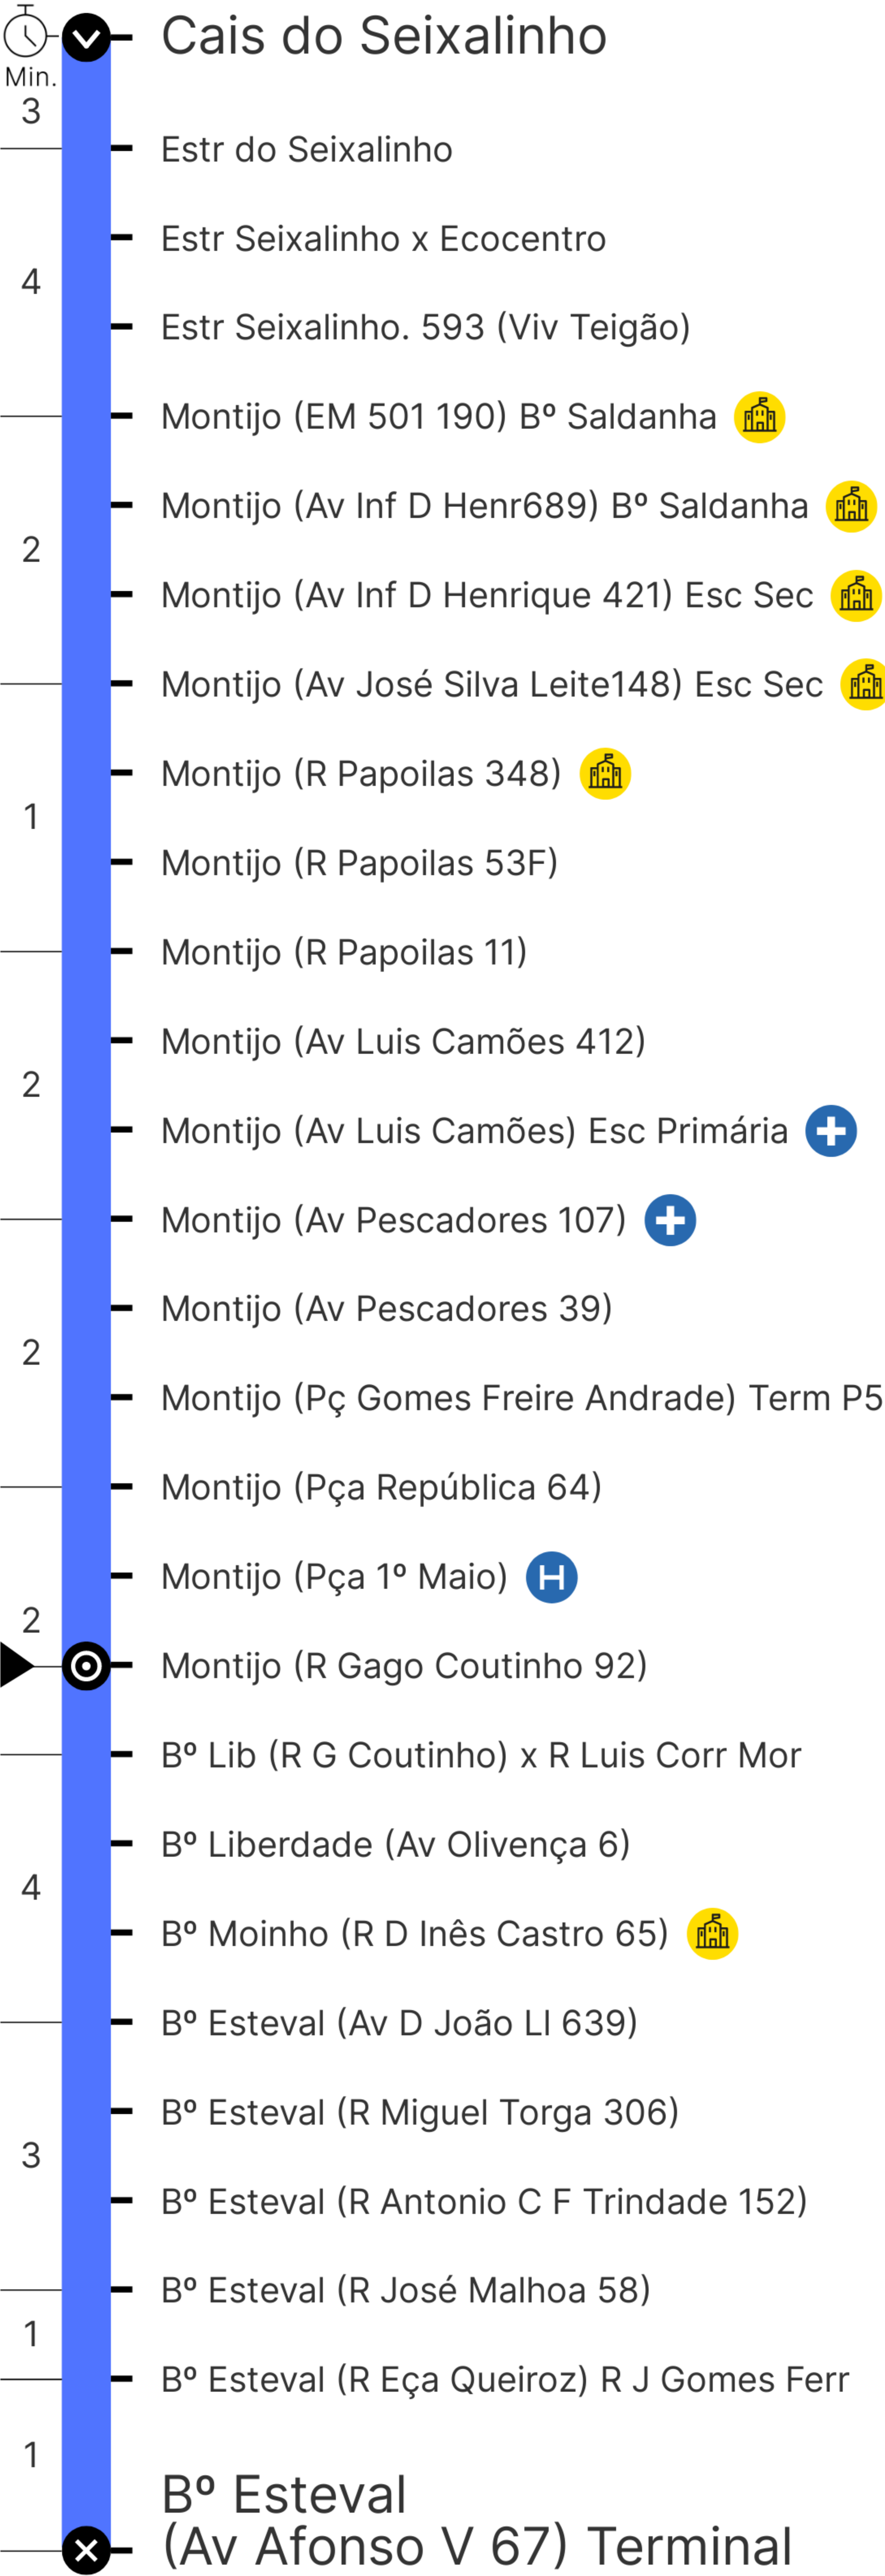 Cais do Seixalinho
Min.
3
Estr do Seixalinho
Estr Seixalinho x Ecocentro
4
Estr Seixalinho. 593 (Viv Teigão)
Montijo (EM 501 190) Bº Saldanha
Montijo (Av Inf D Henr689) Bº Saldanha
2
Montijo (Av Inf D Henrique 421) Esc Sec
Montijo (Av José Silva Leite148) Esc Sec
Montijo (R Papoilas 348)
1
Montijo (R Papoilas 53F)
Montijo (R Papoilas 11)
Montijo (Av Luis Camões 412)
2
Montijo (Av Luis Camões) Esc Primária
Montijo (Av Pescadores 107)
Montijo (Av Pescadores 39)
2
Montijo (Pç Gomes Freire Andrade) Term P5
Montijo (Pça República 64)
Montijo (Pça 1º Maio) H
2
Montijo (R Gago Coutinho 92)
Bº Lib (R G Coutinho) x R Luis Corr Mor
Bº Liberdade (Av Olivença 6)
4
Bº Moinho (R D Inês Castro 65)
Bº Esteval (Av D João LI 639)
Bº Esteval (R Miguel Torga 306)
3
Bº Esteval (R Antonio C F Trindade 152)
Bº Esteval (R José Malhoa 58)
1
Bº Esteval (R Eça Queiroz) R J Gomes Ferr
1
Bº Esteval
(Av Afonso V 67) Terminal